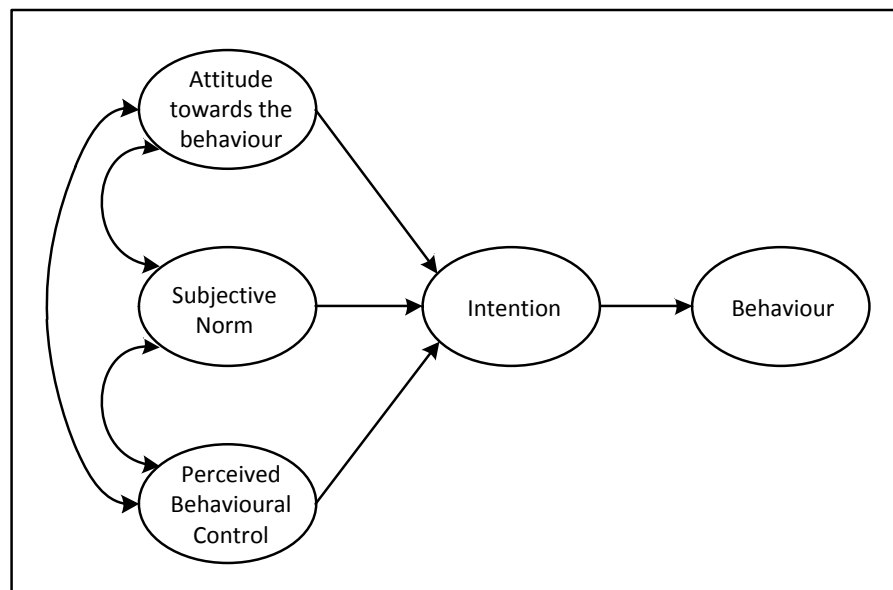 Attitude
towards the
behaviour
Subjective
Norm
Intention
Behaviour
Perceived
Behavioural
Control